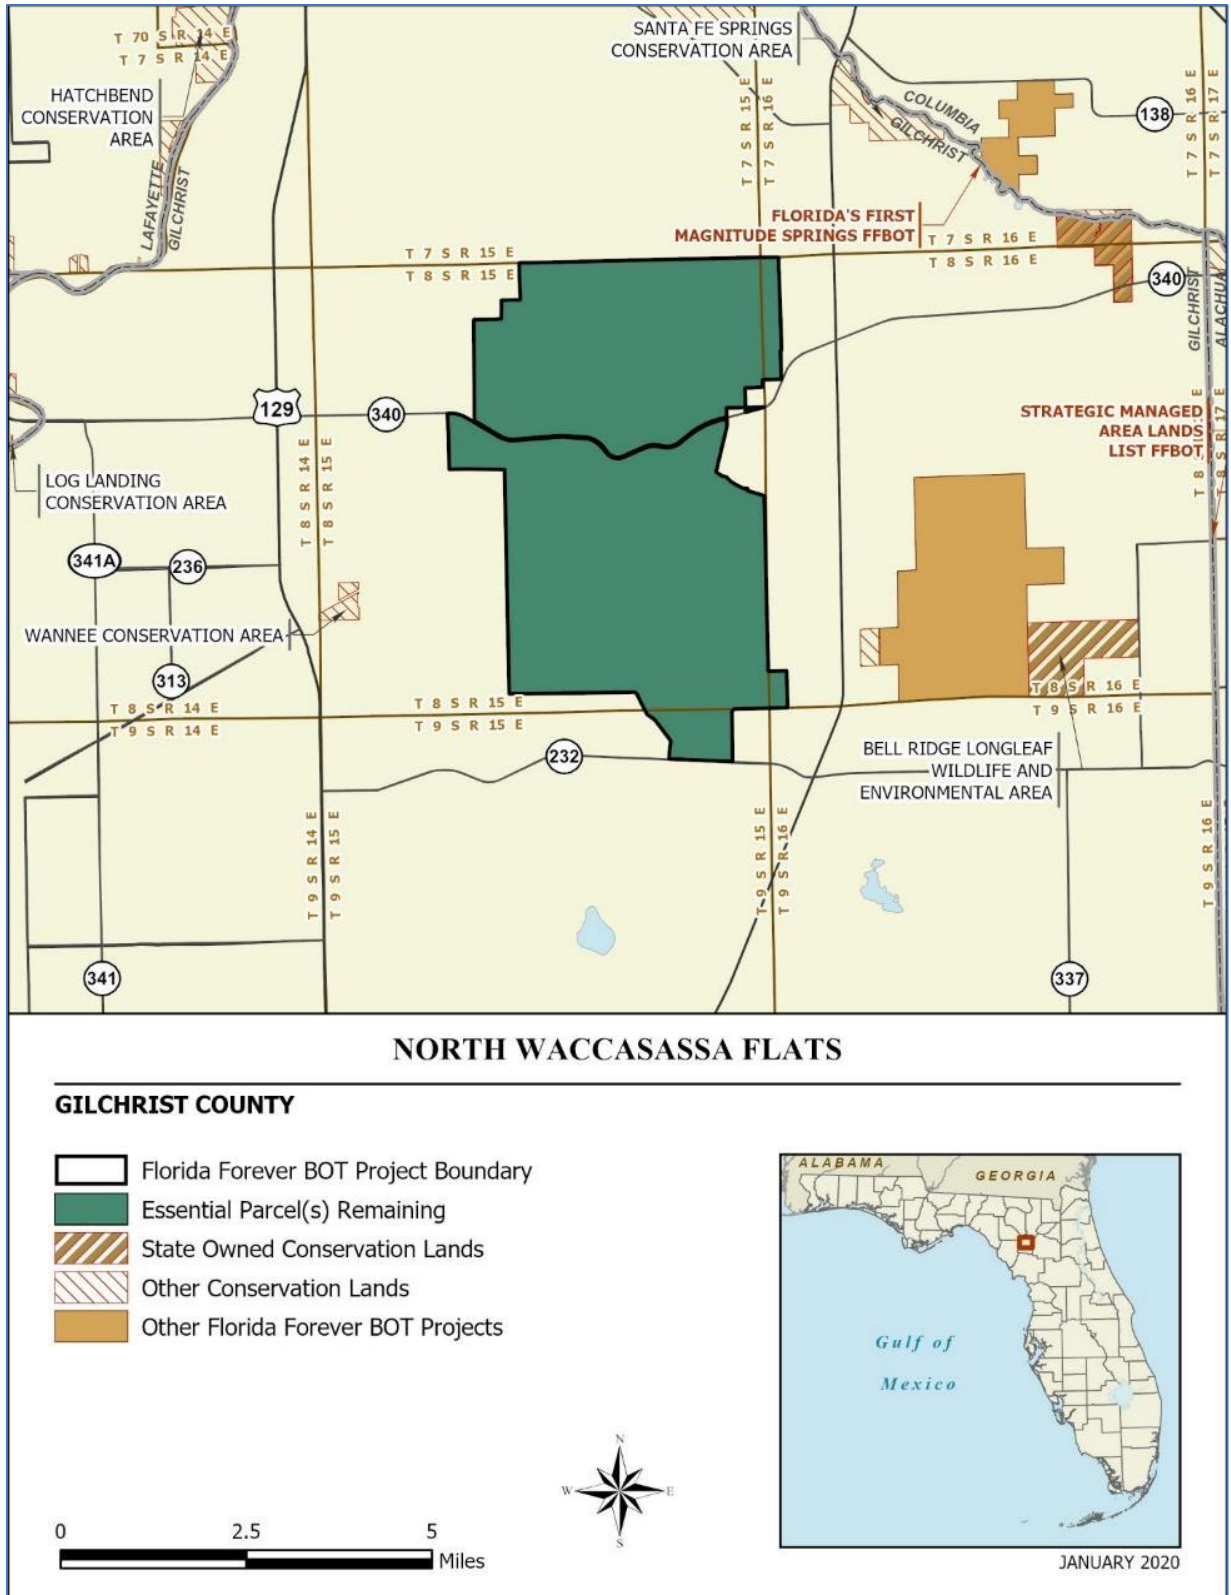 T 70 S R 14 E
T 7 S R 14 E
HATCHBEND
CONSERVATION
AREA
LAFAYETTE
GILCHRIST
SANTA FE SPRINGS
CONSERVATION AREA
T 7 S R 15 E
T 7 S R 16 E
COLUMBIA
GILCHRIST
138
T 7 S R 16 E
T 7 S R 17 E
FLORIDA'S FIRST
MAGNITUDE SPRINGS FFBOT
T 7 S R 15 E
T 8 S R 15 E
T 7 S R 16 E
T 8 S R 16 E
340
GILCHRIST
ALACHUA
129
340
STRATEGIC MANAGED
AREA LANDS
LIST FFBOT
T 8 S R 17 E
LOG LANDING
CONSERVATION AREA
T 8 S R 14 E
T 8 S R 15 E
341A
236
WANNEE CONSERVATION AREA
313
T 8 S R 14 E
T 9 S R 14 E
T 8 S R 15 E
T 9 S R 15 E
T 8 S R 16 E
T 9 S R 16 E
232
BELL RIDGE LONGLEAF
WILDLIFE AND
ENVIRONMENTAL AREA
T 9 S R 14 E
T 9 S R 15 E
T 9 S R 15 E
T 9 S R 16 E
T 9 S R 16 E
341
337
NORTH WACCASASSA FLATS
GILCHRIST COUNTY
Florida Forever BOT Project Boundary
Essential Parcel(s) Remaining
State Owned Conservation Lands
Other Conservation Lands
Other Florida Forever BOT Projects
ALABAMA
GEORGIA
Gulf of
Mexico
N
W E
S
0 2.5 5
Miles
JANUARY 2020